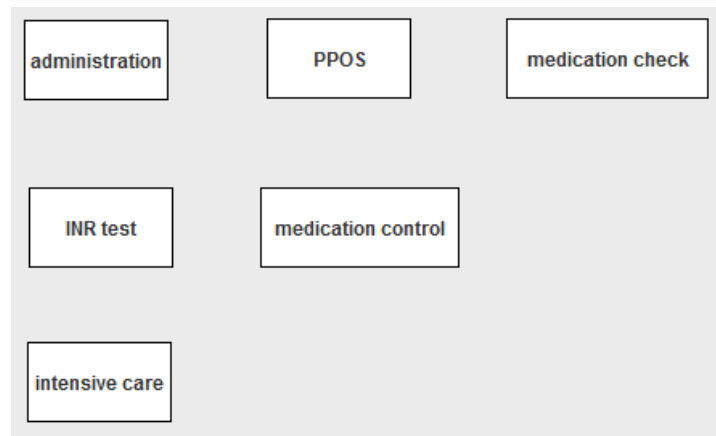 administration
PPOS
medication check
INR test
medication control
intensive care